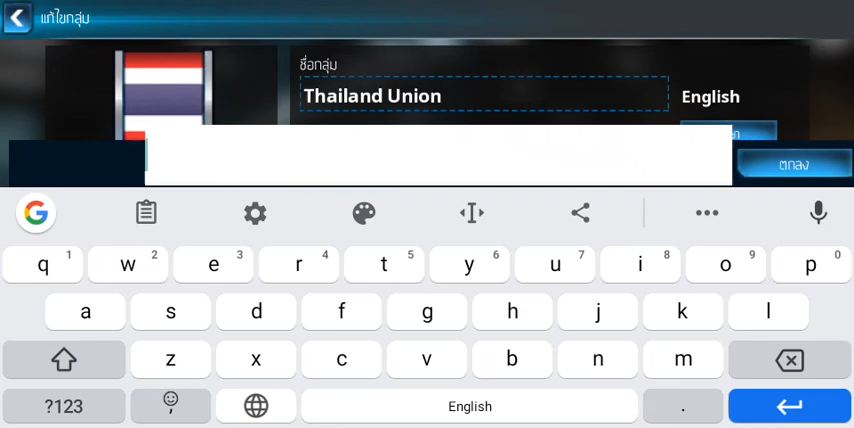 แก้ไขกลุ่ม
ชื่อกลุ่ม
Thailand Union
English
ตกลง
q 1 w 2 e 3 r 4 t 5 y 6 u 7 i 8 o 9 p 0
a s d f g h j k l
z x c v b n m
?123 , English .